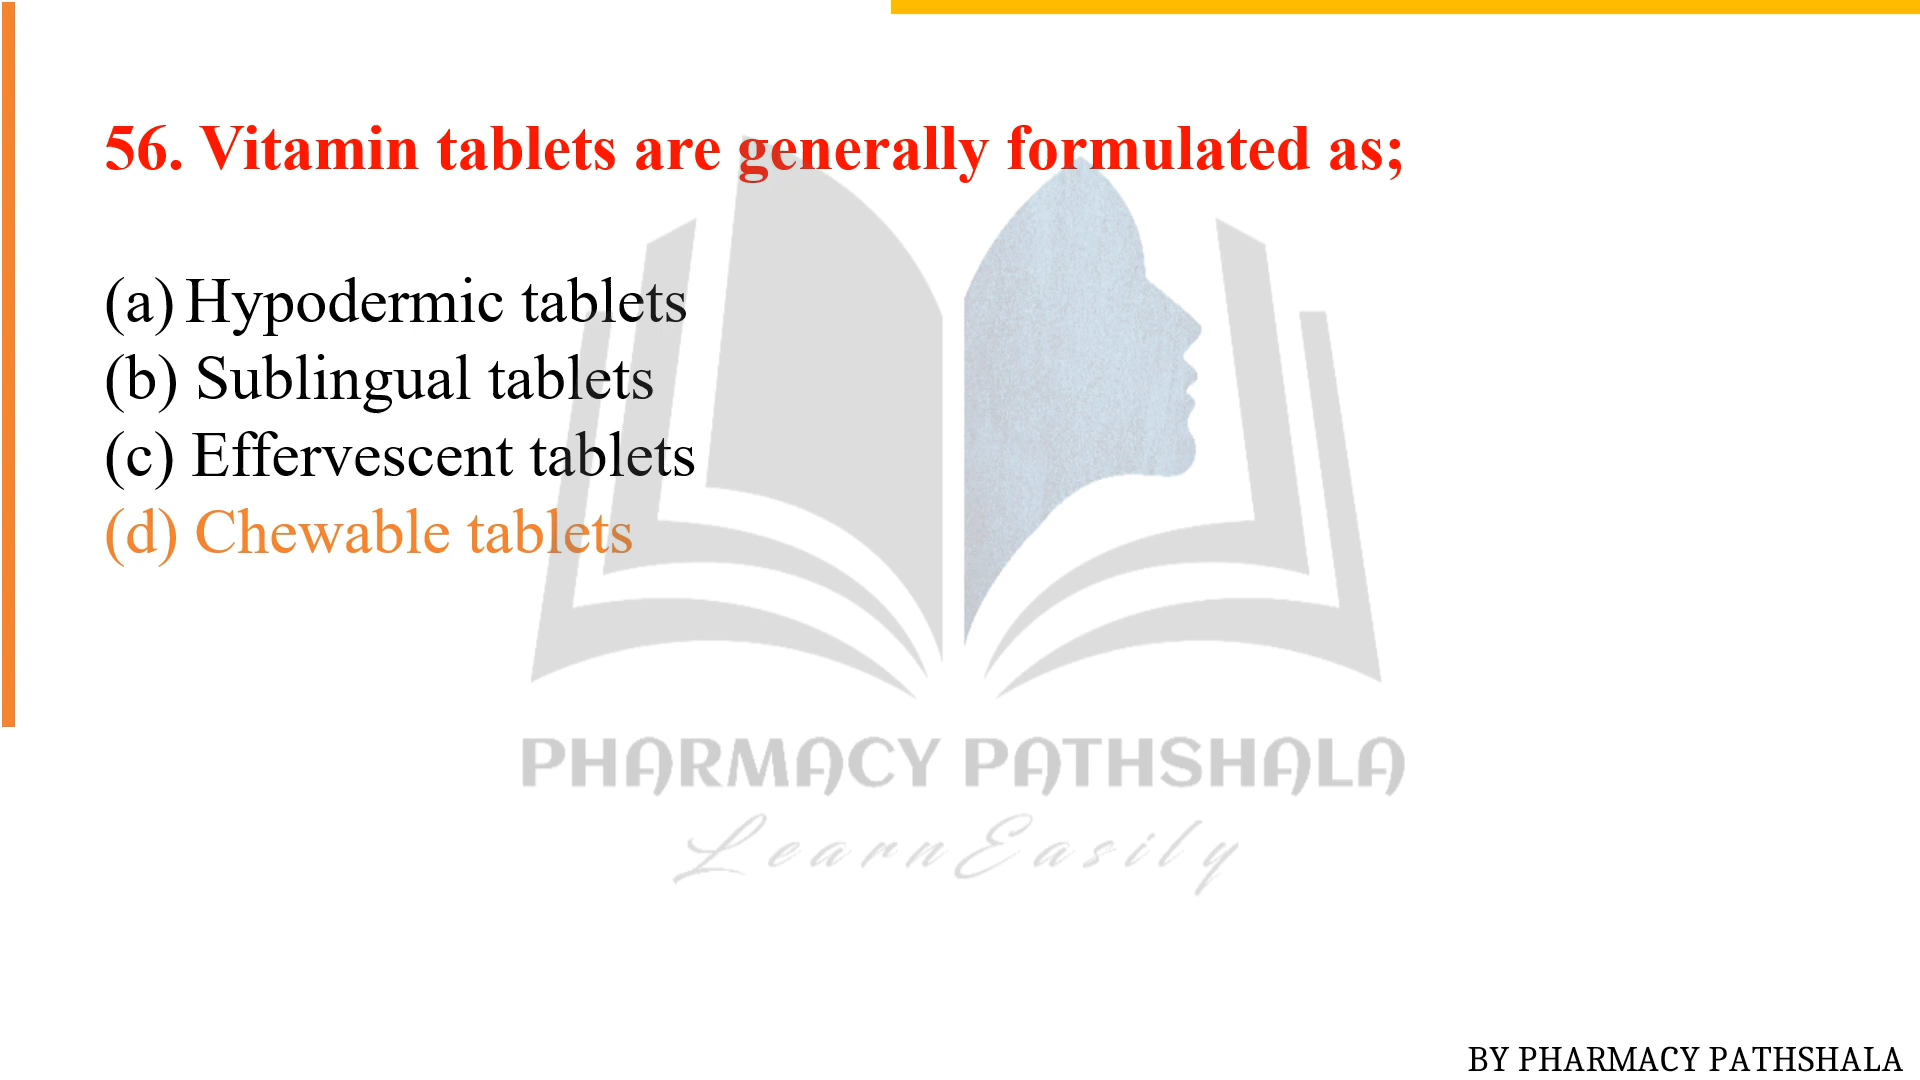 56. Vitamin tablets are generally formulated as;
(a) Hypodermic tablets
(b) Sublingual tablets
(c) Effervescent tablets
(d) Chewable tablets
PHARMACY PATHSHALA
Learn Easily
BY PHARMACY PATHSHALA